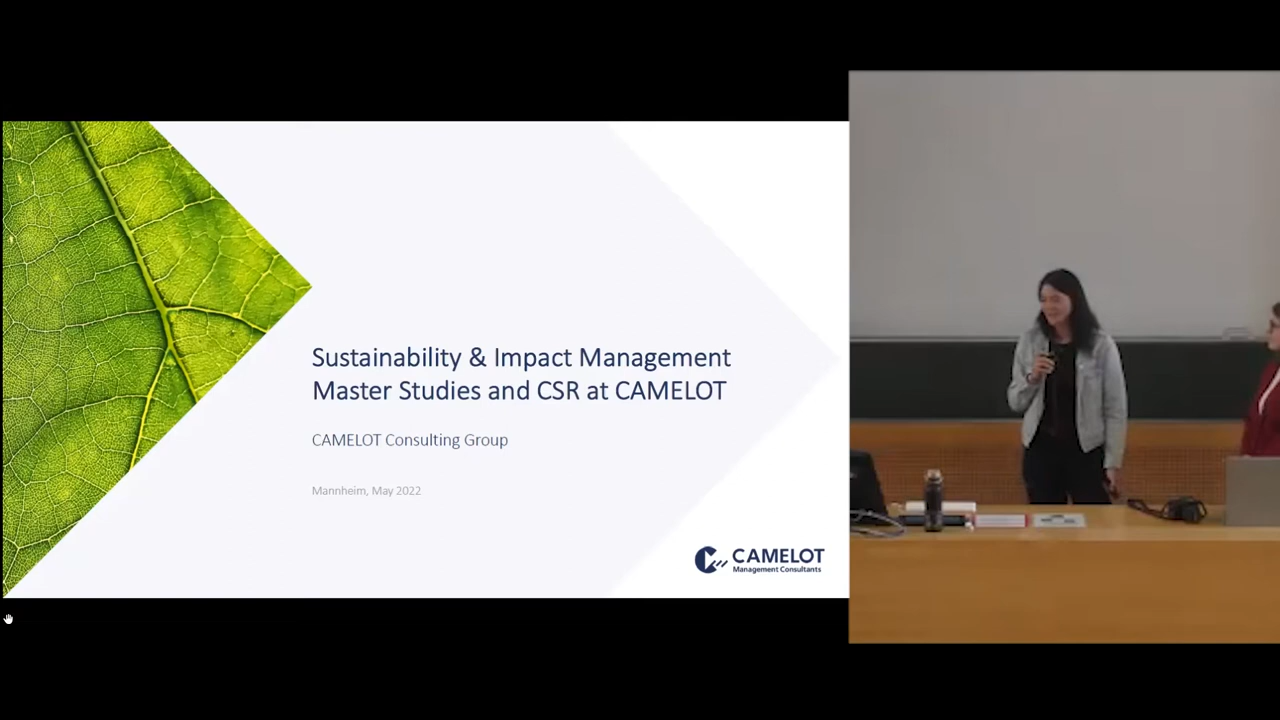 Sustainability & Impact Management
Master Studies and CSR at CAMELOT
CAMELOT Consulting Group
Mannheim, May 2022
CAMELOT
Management Consultants